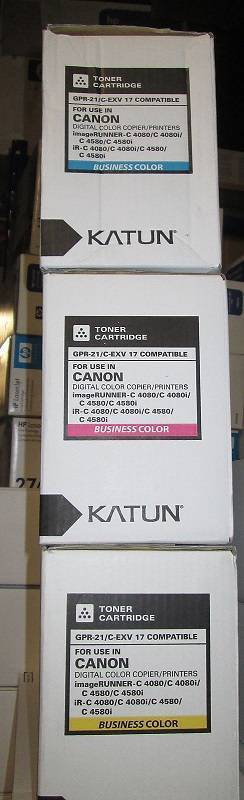 TONER
CARTRIDGE
GPR-21/C-EXV 17 COMPATIBLE
FOR USE IN
CANON
DIGITAL COLOR COPIER/PRINTERS
imageRUNNER-C 4080/C 4080i/
C 4580/C 4580i
iR-C 4080/C 4080i/C 4580/
C 4580i
BUSINESS COLOR
KATUN®
TONER
CARTRIDGE
GPR-21/C-EXV 17 COMPATIBLE
FOR USE IN
CANON
DIGITAL COLOR COPIER/PRINTERS
imageRUNNER-C 4080/C 4080i/
C 4580/C 4580i
iR-C 4080/C 4080i/C 4580/
C 4580i
BUSINESS COLOR
KATUN®
TONER
CARTRIDGE
GPR-21/C-EXV 17 COMPATIBLE
FOR USE IN
CANON
DIGITAL COLOR COPIER/PRINTERS
imageRUNNER-C 4080/C 4080i/
C 4580/C 4580i
iR-C 4080/C 4080i/C 4580/
C 4580i
BUSINESS COLOR
hp
HP LaserJet